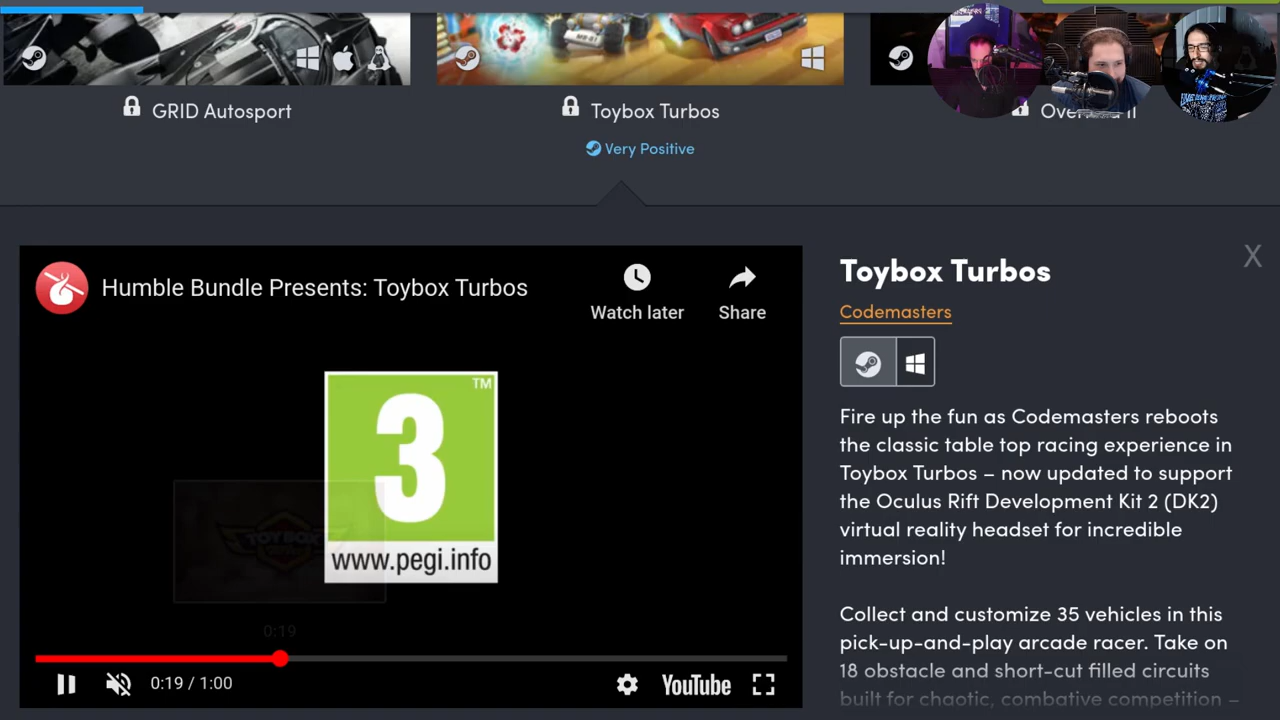 GRID Autosport
Toybox Turbos
Very Positive
Humble Bundle Presents: Toybox Turbos
Watch later
Share
3
TM
www.pegi.info
TOYBOX
0:19
0:19 / 1:00
YouTube
Toybox Turbos
X
Codemasters
Fire up the fun as Codemasters reboots
the classic table top racing experience in
Toybox Turbos – now updated to support
the Oculus Rift Development Kit 2 (DK2)
virtual reality headset for incredible
immersion!
Collect and customize 35 vehicles in this
pick-up-and-play arcade racer. Take on
18 obstacle and short-cut filled circuits
built for chaotic, combative competition –